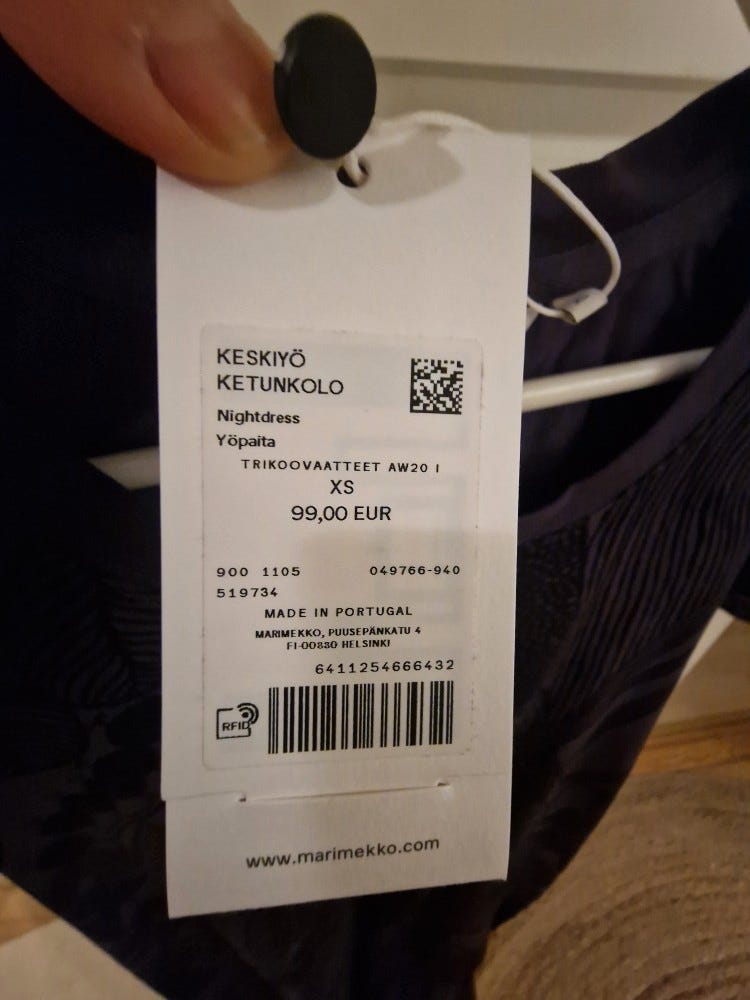 KESKIYÖ
KETUNKOLO
Nightdress
Yöpaita
TRIKOOVAATTEET AW20 I
XS
99,00 EUR
900 1105 049766-940
519734
MADE IN PORTUGAL
MARIMEKKO, PUUSEPÄNKATU 4
FI-00880 HELSINKI
6411254666432
RFID
www.marimekko.com